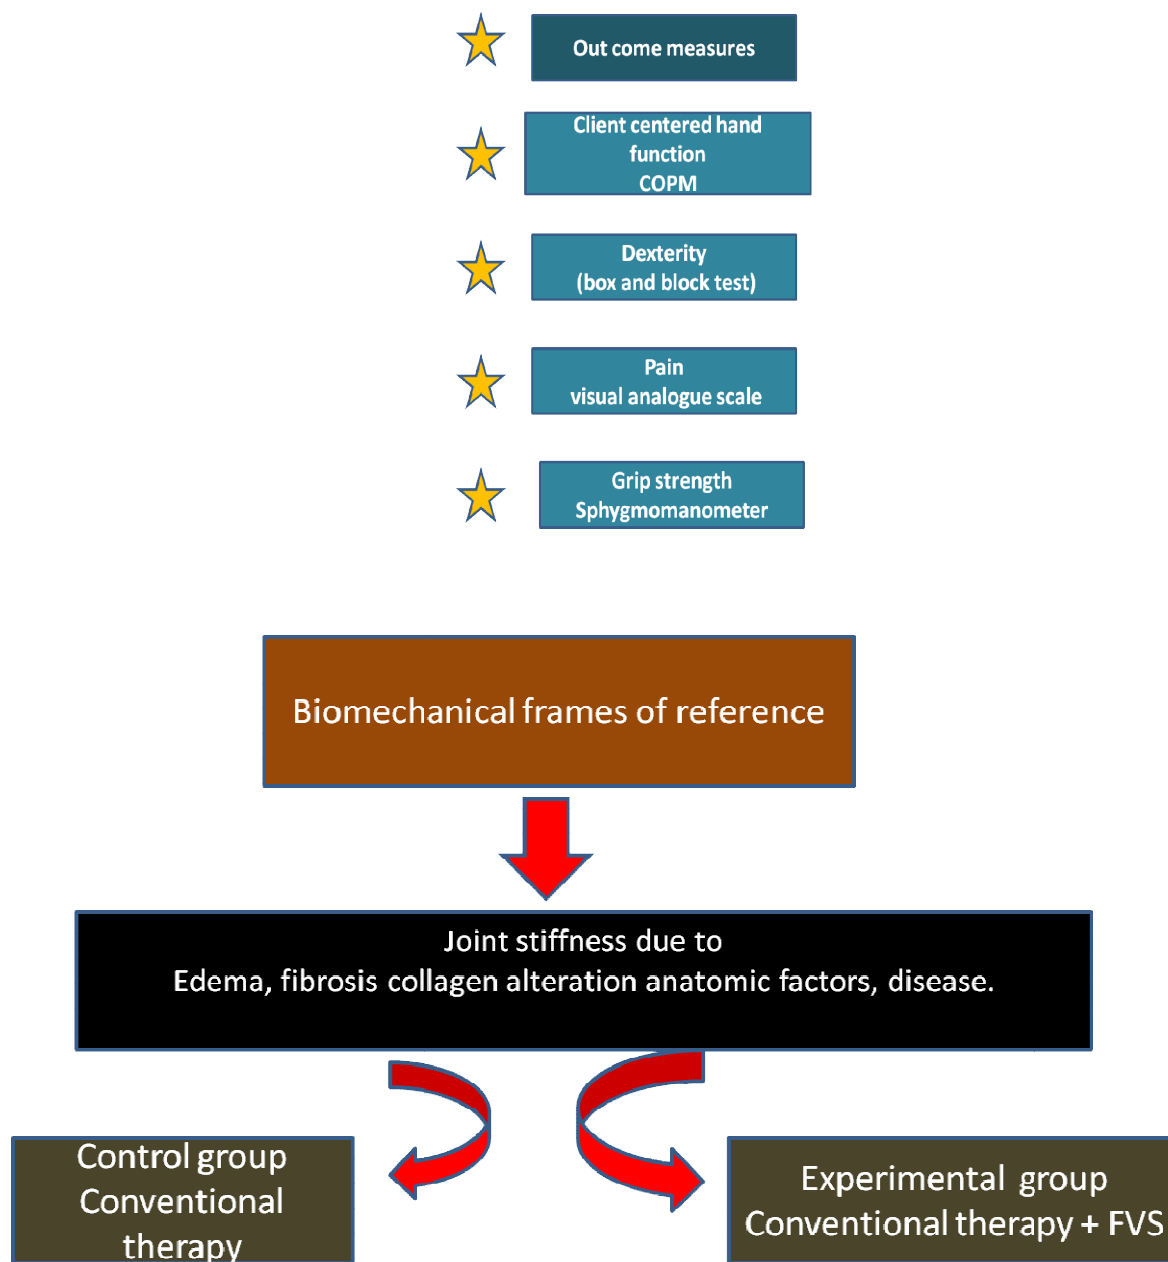 Out come measures
Client centered hand
function
COPM
Dexterity
(box and block test)
Pain
visual analogue scale
Grip strength
Sphygmomanometer
Biomechanical frames of reference
Joint stiffness due to
Edema, fibrosis collagen alteration anatomic factors, disease.
Control group
Conventional
therapy
Experimental group
Conventional therapy + FVS